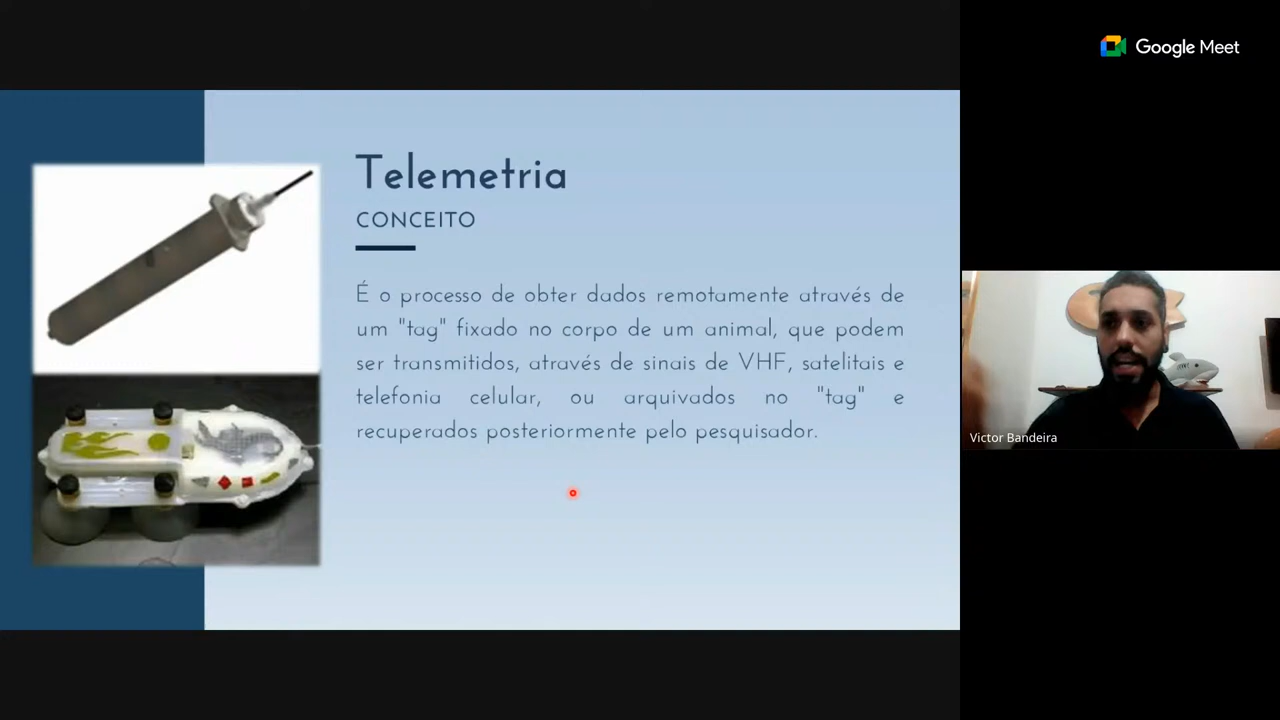 Google Meet
Telemetria
CONCEITO
É o processo de obter dados remotamente através de
um "tag" fixado no corpo de um animal, que podem
ser transmitidos, através de sinais de VHF, satelitais e
telefonia celular, ou arquivados no "tag" e
recuperados posteriormente pelo pesquisador.
Victor Bandeira